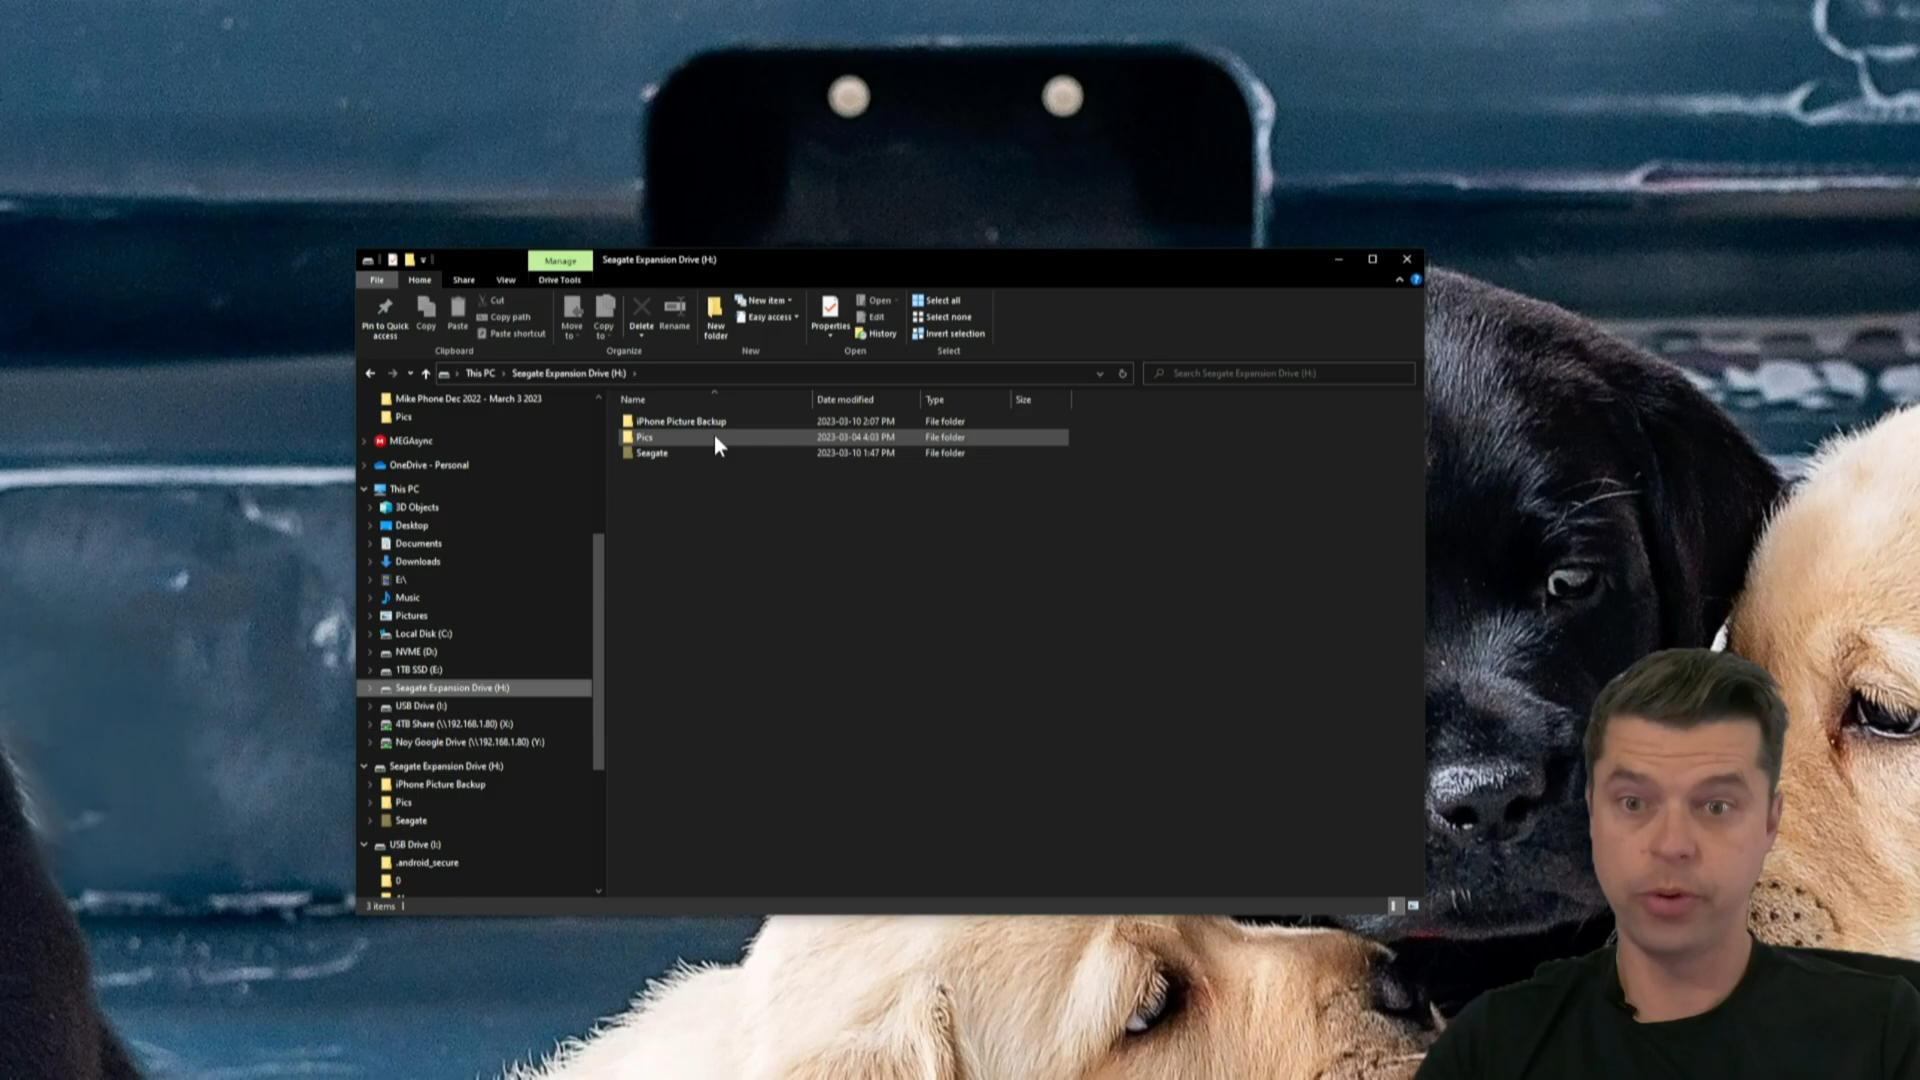 Manage
Seagate Expansion Drive (H:)
File
Home
Share
View
Drive Tools
Pin to Quick access
Copy
Paste
Cut
Copy path
Paste shortcut
Clipboard
Move to
Copy to
Delete
Rename
Organize
New folder
New item
Easy access
New
Properties
Open
Edit
History
Open
Select all
Select none
Invert selection
Select
This PC
Seagate Expansion Drive (H:)
Search Seagate Expansion Drive (H:)
Mike Phone Dec 2022 - March 3 2023
Pics
MEGAsync
OneDrive - Personal
This PC
3D Objects
Desktop
Documents
Downloads
E:\
Music
Pictures
Local Disk (C:)
NVME (D:)
1TB SSD (E:)
Seagate Expansion Drive (H:)
USB Drive (I:)
4TB Share (\\192.168.1.80) (X:)
Noy Google Drive (\\192.168.1.80) (Y:)
Seagate Expansion Drive (H:)
iPhone Picture Backup
Pics
Seagate
USB Drive (I:)
.android_secure
0
Name Date modified Type Size
iPhone Picture Backup 2023-03-10 2:07 PM File folder
Pics 2023-03-04 4:03 PM File folder
Seagate 2023-03-10 1:47 PM File folder
3 items